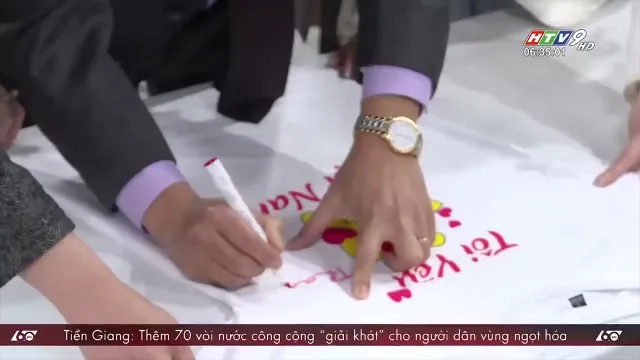 HTV9 HD
06:35:01
Tôi Yêu
Tiền Giang: Thêm 70 vòi nước công cộng "giải khát" cho người dân vùng ngọt hóa